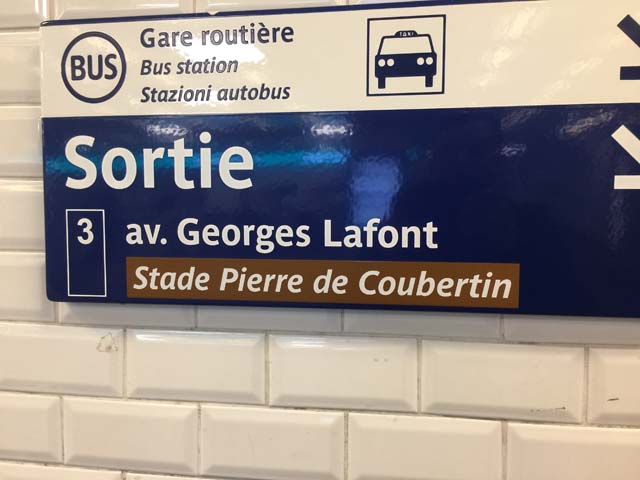 BUS
Gare routière
Bus station
Stazioni autobus
TAXI
Sortie
3 av. Georges Lafont
Stade Pierre de Coubertin